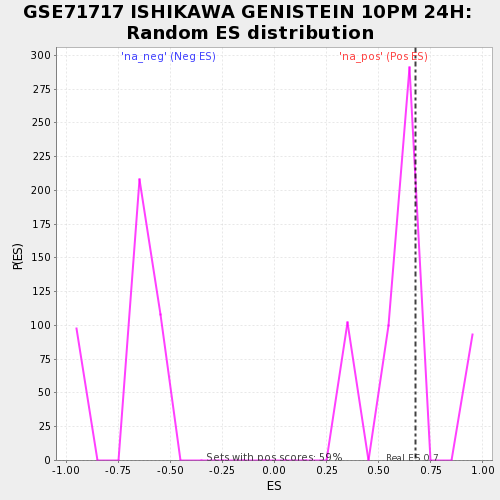 GSE71717 ISHIKAWA GENISTEIN 10PM 24H:
Random ES distribution
'na_neg' (Neg ES) 'na_pos' (Pos ES)
300
275
250
225
200
175
150
125
100
75
50
25
0
P(ES)
Sets with pos scores: 59% Real ES 0.7
-1.00 -0.75 -0.50 -0.25 0.00 0.25 0.50 0.75 1.00
ES